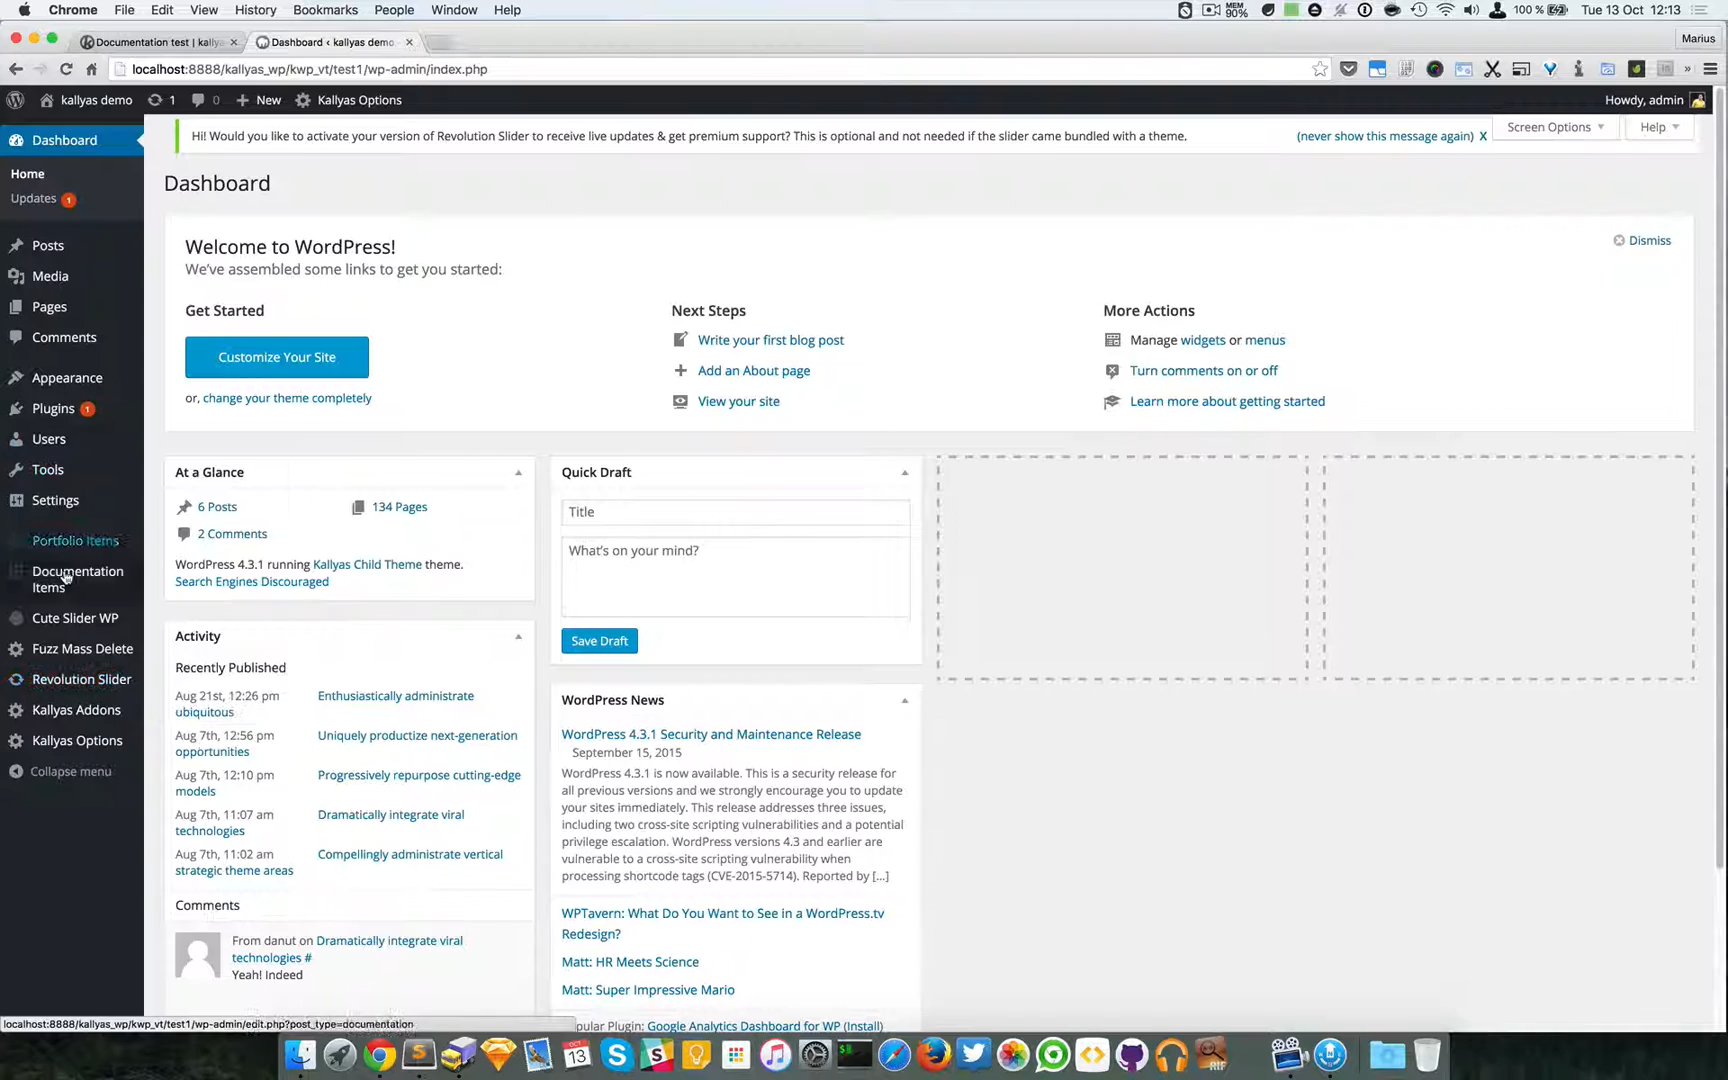 Chrome File Edit View History Bookmarks People Window Help
MEM 90%
100 %
Tue 13 Oct 12:13
Documentation test | kallya
Dashboard ‹ kallyas demo
Marius
localhost:8888/kallyas_wp/kwp_vt/test1/wp-admin/index.php
kallyas demo 1 0 New Kallyas Options
Howdy, admin
Hi! Would you like to activate your version of Revolution Slider to receive live updates & get premium support? This is optional and not needed if the slider came bundled with a theme.
(never show this message again) X
Screen Options
Help
Dashboard
Home
Updates 1
Posts
Media
Pages
Comments
Appearance
Plugins 1
Users
Tools
Settings
Portfolio Items
Documentation
Items
Cute Slider WP
Fuzz Mass Delete
Revolution Slider
Kallyas Addons
Kallyas Options
Collapse menu
Dashboard
Welcome to WordPress!
We've assembled some links to get you started:
Dismiss
Get Started
Customize Your Site
or, change your theme completely
Next Steps
Write your first blog post
Add an About page
View your site
More Actions
Manage widgets or menus
Turn comments on or off
Learn more about getting started
At a Glance
6 Posts
134 Pages
2 Comments
WordPress 4.3.1 running Kallyas Child Theme theme.
Search Engines Discouraged
Activity
Recently Published
Aug 21st, 12:26 pm Enthusiastically administrate
ubiquitous
Aug 7th, 12:56 pm Uniquely productize next-generation
opportunities
Aug 7th, 12:10 pm Progressively repurpose cutting-edge
models
Aug 7th, 11:07 am Dramatically integrate viral
technologies
Aug 7th, 11:02 am Compellingly administrate vertical
strategic theme areas
Comments
From danut on Dramatically integrate viral
technologies #
Yeah! Indeed
Quick Draft
Title
What's on your mind?
Save Draft
WordPress News
WordPress 4.3.1 Security and Maintenance Release
September 15, 2015
WordPress 4.3.1 is now available. This is a security release for
all previous versions and we strongly encourage you to update
your sites immediately. This release addresses three issues,
including two cross-site scripting vulnerabilities and a potential
privilege escalation. WordPress versions 4.3 and earlier are
vulnerable to a cross-site scripting vulnerability when
processing shortcode tags (CVE-2015-5714). Reported by [...]
WPTavern: What Do You Want to See in a WordPress.tv
Redesign?
Matt: HR Meets Science
Matt: Super Impressive Mario
opular Plugin: Google Analytics Dashboard for WP (Install)
localhost:8888/kallyas_wp/kwp_vt/test1/wp-admin/edit.php?post_type=documentation